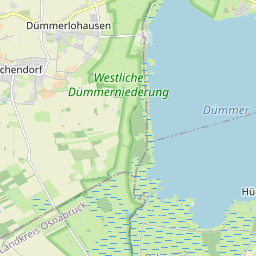 Dümmerlohausen
chendorf
Westliche
Dümmerniederung
Dümmer
Hü
Landkreis Osnabrück